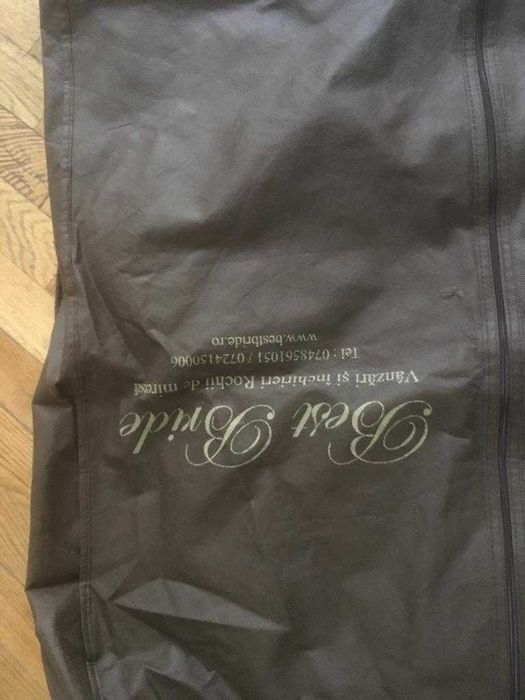 Best Bride
Vânzări și închirieri Rochii de mireasă
Tel : 0748561051 / 0724150006
www.bestbride.ro